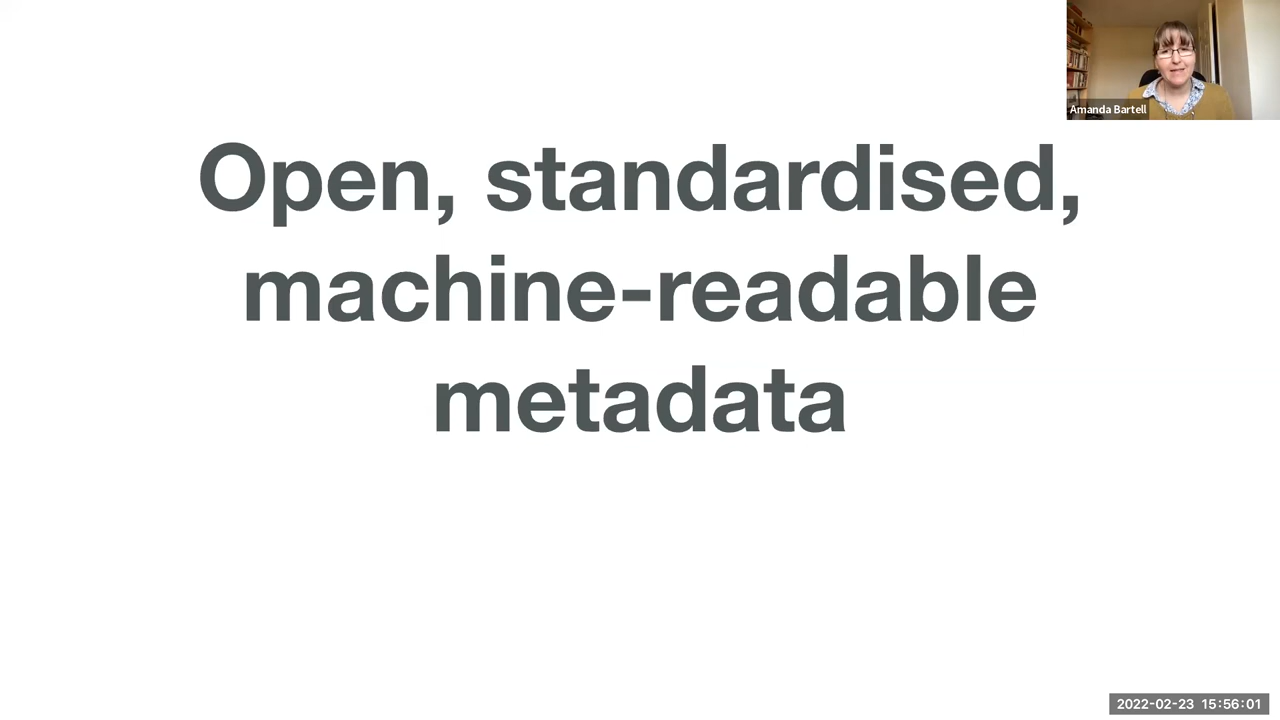 Amanda Bartell
Open, standardised,
machine-readable
metadata
2022-02-23 15:56:01